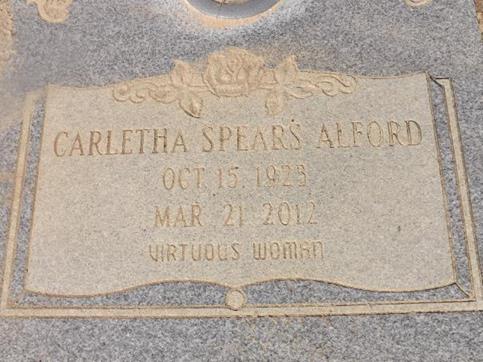 CARLETHA SPEARS ALFORD
OCT 15 1923
MAR 21 2012
VIRTUOUS WOMAN